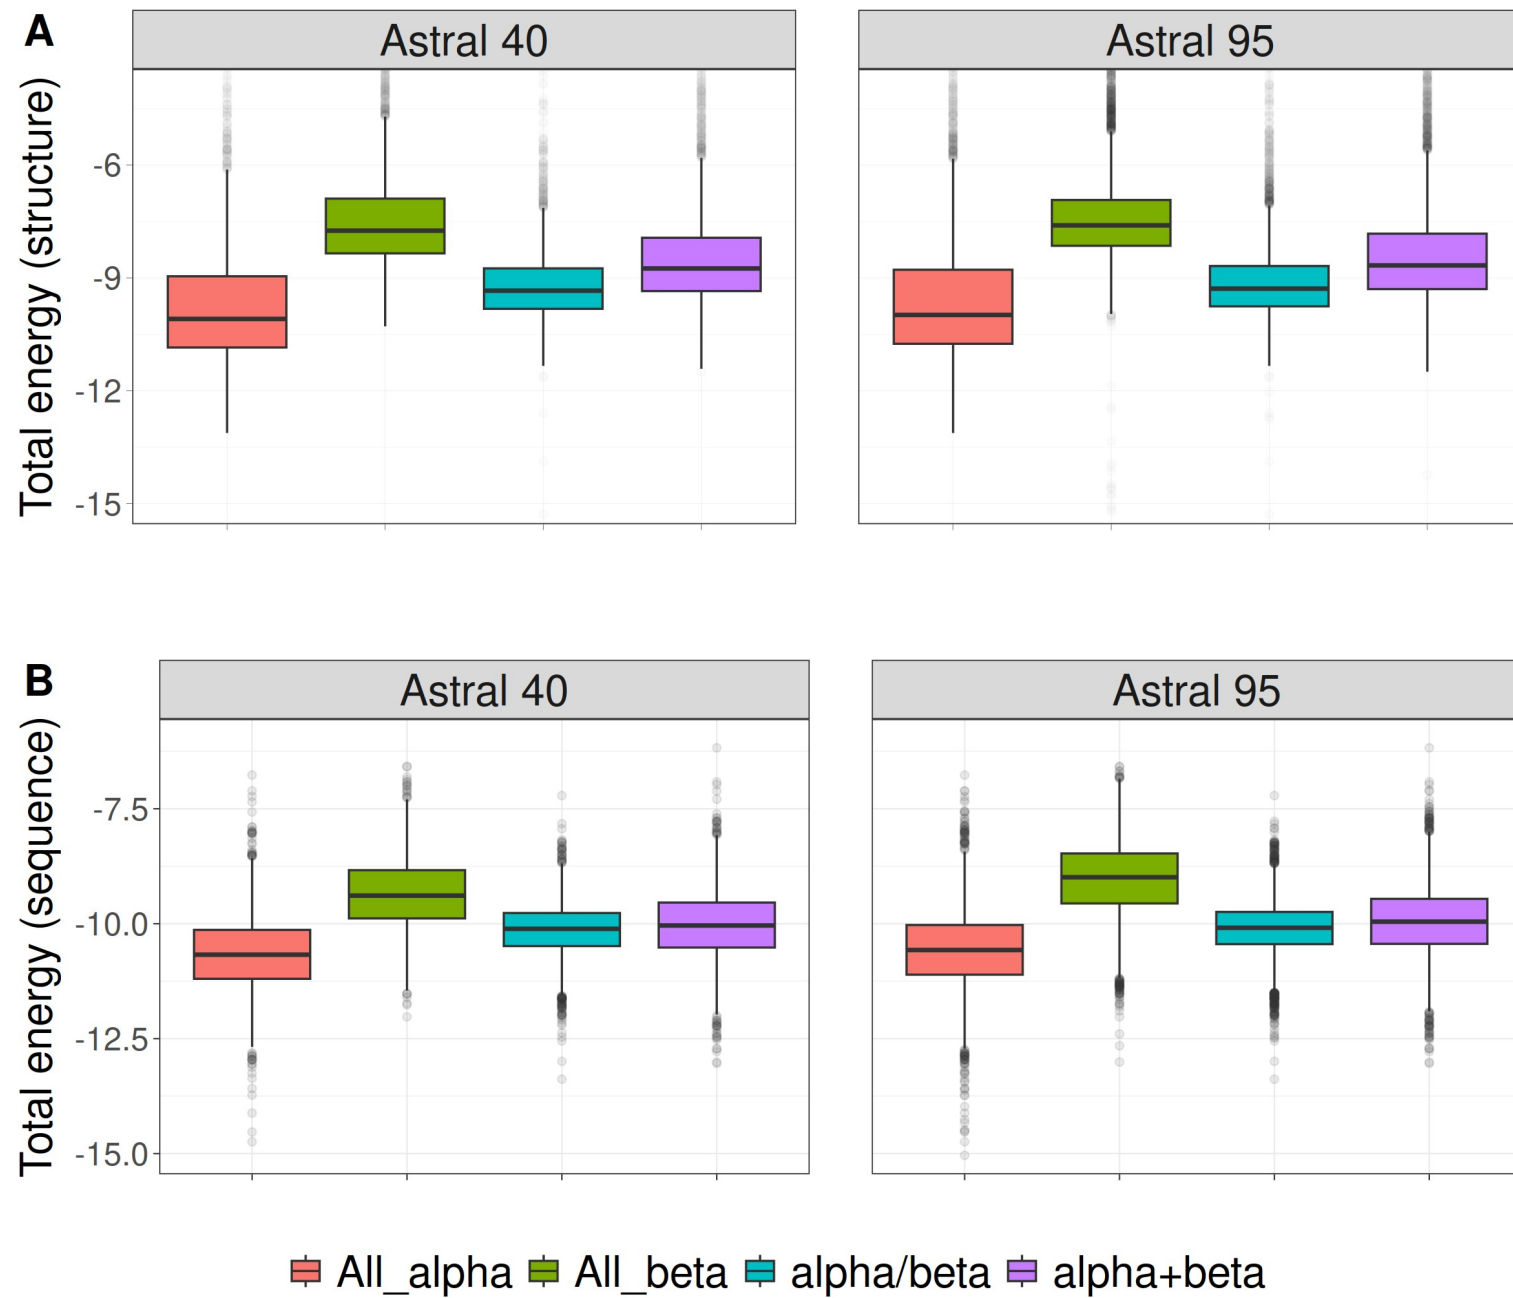 A
Astral 40
Astral 95
Total energy (structure)
-6
-9
-12
-15
B
Astral 40
Astral 95
Total energy (sequence)
-7.5
-10.0
-12.5
-15.0
All_alpha All_beta alpha/beta alpha+beta